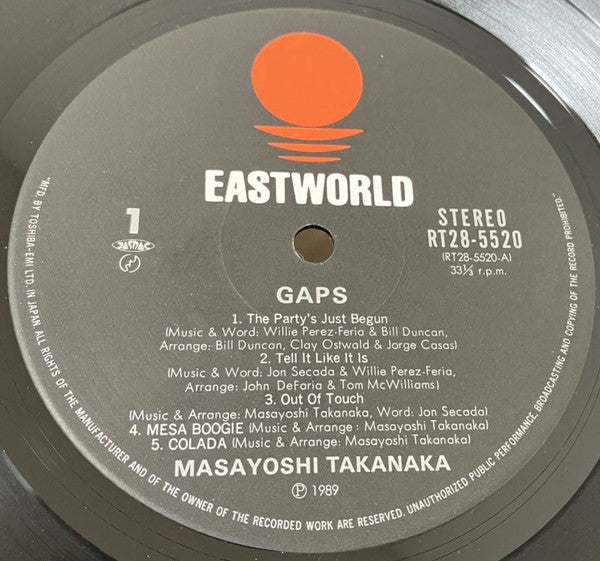 EASTWORLD
1
JASRAC
STEREO
RT28-5520
(RT28-5520-A)
33⅓ r.p.m.
GAPS
1. The Party's Just Begun
(Music & Word: Willie Perez-Feria & Bill Duncan,
Arrange: Bill Duncan, Clay Ostwald & Jorge Casas)
2. Tell It Like It Is
(Music & Word: Jon Secada & Willie Perez-Feria,
Arrange: John DeFaria & Tom McWilliams)
3. Out Of Touch
(Music & Arrange: Masayoshi Takanaka, Word: Jon Secada)
4. MESA BOOGIE (Music & Arrange : Masayoshi Takanaka)
5. COLADA (Music & Arrange: Masayoshi Takanaka)
MASAYOSHI TAKANAKA
Ⓟ 1989
"MFD. BY TOSHIBA-EMI LTD. IN JAPAN. ALL RIGHTS OF THE MANUFACTURER AND OF THE OWNER OF THE RECORDED WORK ARE RESERVED. UNAUTHORIZED PUBLIC PERFORMANCE, BROADCASTING AND COPYING OF THE RECORD PROHIBITED."